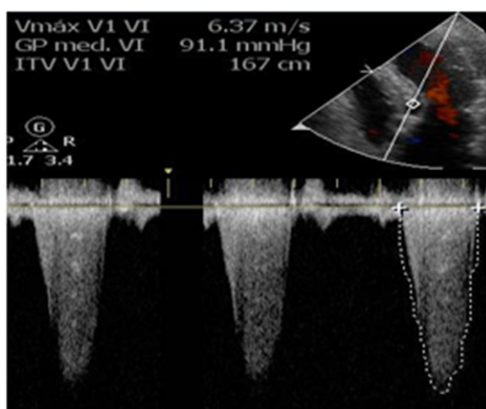 Vmáx V1 VI 6.37 m/s
GP med. VI 91.1 mmHg
ITV V1 VI 167 cm
G
P R
1.7 3.4